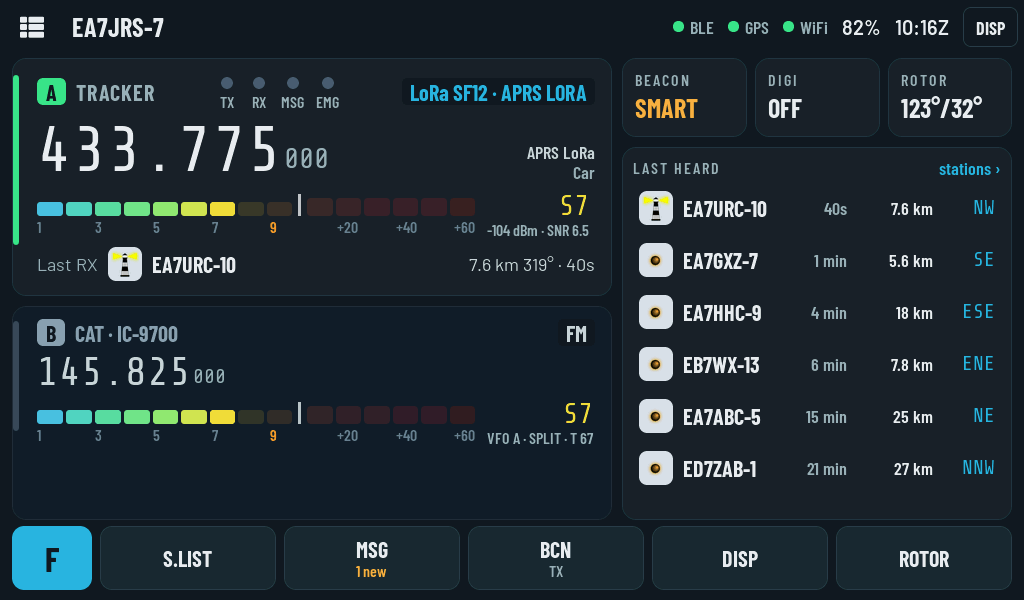 EA7JRS-7
BLE GPS WiFi 82% 10:16Z DISP
A TRACKER
TX RX MSG EMG
LoRa SF12 · APRS LORA
433.775 000
APRS LoRa
Car
S7
1 3 5 7 9 +20 +40 +60
-104 dBm · SNR 6.5
Last RX EA7URC-10 7.6 km 319° · 40s
B CAT · IC-9700 FM
145.825 000
S7
1 3 5 7 9 +20 +40 +60
VFO A · SPLIT · T 67
BEACON
SMART
DIGI
OFF
ROTOR
123°/32°
LAST HEARD stations ›
EA7URC-10 40s 7.6 km NW
EA7GXZ-7 1 min 5.6 km SE
EA7HHC-9 4 min 18 km ESE
EB7WX-13 6 min 7.8 km ENE
EA7ABC-5 15 min 25 km NE
ED7ZAB-1 21 min 27 km NNW
F
S.LIST
MSG
1 new
BCN
TX
DISP
ROTOR